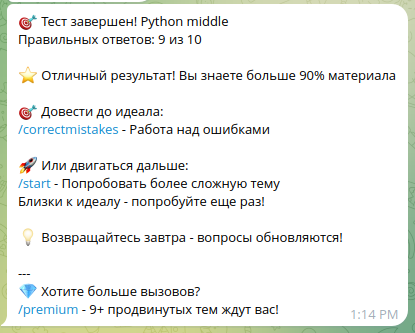 🎯 Тест завершен! Python middle
Правильных ответов: 9 из 10
⭐ Отличный результат! Вы знаете больше 90% материала
🎯 Довести до идеала:
/correctmistakes - Работа над ошибками
🚀 Или двигаться дальше:
/start - Попробовать более сложную тему
Близки к идеалу - попробуйте еще раз!
💡 Возвращайтесь завтра - вопросы обновляются!
---
💎 Хотите больше вызовов?
/premium - 9+ продвинутых тем ждут вас!
1:14 PM